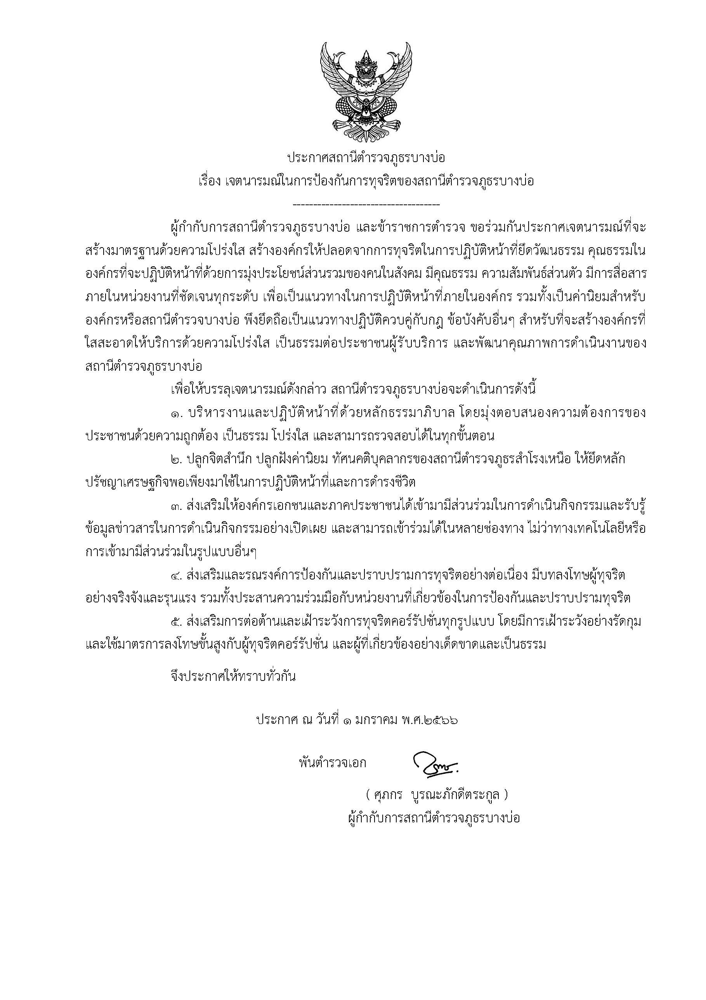 ประกาศสถานีตำรวจภูธรบางบ่อ
เรื่อง เจตนารมณ์ในการป้องกันการทุจริตของสถานีตำรวจภูธรบางบ่อ
------------------------------------
ผู้กำกับการสถานีตำรวจภูธรบางบ่อ และข้าราชการตำรวจ ขอร่วมกันประกาศเจตนารมณ์ที่จะ
สร้างมาตรฐานด้วยความโปร่งใส สร้างองค์กรให้ปลอดจากการทุจริตในการปฏิบัติหน้าที่ยึดวัฒนธรรม คุณธรรมใน
องค์กรที่จะปฏิบัติหน้าที่ด้วยการมุ่งประโยชน์ส่วนรวมของคนในสังคม มีคุณธรรม ความสัมพันธ์ส่วนตัว มีการสื่อสาร
ภายในหน่วยงานที่ชัดเจนทุกระดับ เพื่อเป็นแนวทางในการปฏิบัติหน้าที่ภายในองค์กร รวมทั้งเป็นค่านิยมสำหรับ
องค์กรหรือสถานีตำรวจบางบ่อ พึงยึดถือเป็นแนวทางปฏิบัติควบคู่กับกฎ ข้อบังคับอื่นๆ สำหรับที่จะสร้างองค์กรที่
ใสสะอาดให้บริการด้วยความโปร่งใส เป็นธรรมต่อประชาชนผู้รับบริการ และพัฒนาคุณภาพการดำเนินงานของ
สถานีตำรวจภูธรบางบ่อ
เพื่อให้บรรลุเจตนารมณ์ดังกล่าว สถานีตำรวจภูธรบางบ่อจะดำเนินการดังนี้
๑. บริหารงานและปฏิบัติหน้าที่ด้วยหลักธรรมาภิบาล โดยมุ่งตอบสนองความต้องการของ
ประชาชนด้วยความถูกต้อง เป็นธรรม โปร่งใส และสามารถรวจสอบได้ในทุกขั้นตอน
๒. ปลูกจิตสำนึก ปลูกฝังค่านิยม ทัศนคติบุคลากรของสถานีตำรวจภูธรสำโรงเหนือ ให้ยึดหลัก
ปรัชญาเศรษฐกิจพอเพียงมาใช้ในการปฏิบัติหน้าที่และการดำรงชีวิต
๓. ส่งเสริมให้องค์กรเอกชนและภาคประชาชนได้เข้ามามีส่วนร่วมในการดำเนินกิจกรรมและรับรู้
ข้อมูลข่าวสารในการดำเนินกิจกรรมอย่างเปิดเผย และสามารถเข้าร่วมได้ในหลายช่องทาง ไม่ว่าทางเทคโนโลยีหรือ
การเข้ามามีส่วนร่วมในรูปแบบอื่นๆ
๔. ส่งเสริมและรณรงค์การป้องกันและปราบปรามการทุจริตอย่างต่อเนื่อง มีบทลงโทษผู้ทุจริต
อย่างจริงจังและรุนแรง รวมทั้งประสานความร่วมมือกับหน่วยงานที่เกี่ยวข้องในการป้องกันและปราบปรามทุจริต
๕. ส่งเสริมการต่อต้านและเฝ้าระวังการทุจริตคอร์รัปชั่นทุกรูปแบบ โดยมีการเฝ้าระวังอย่างรัดกุม
และใช้มาตรการลงโทษขั้นสูงกับผู้ทุจริตคอร์รัปชั่น และผู้ที่เกี่ยวข้องอย่างเด็ดขาดและเป็นธรรม
จึงประกาศให้ทราบทั่วกัน
ประกาศ ณ วันที่ ๑ มกราคม พ.ศ.๒๕๖๖
พันตำรวจเอก
( ศุภกร บูรณะภักดีตระกูล )
ผู้กำกับการสถานีตำรวจภูธรบางบ่อ